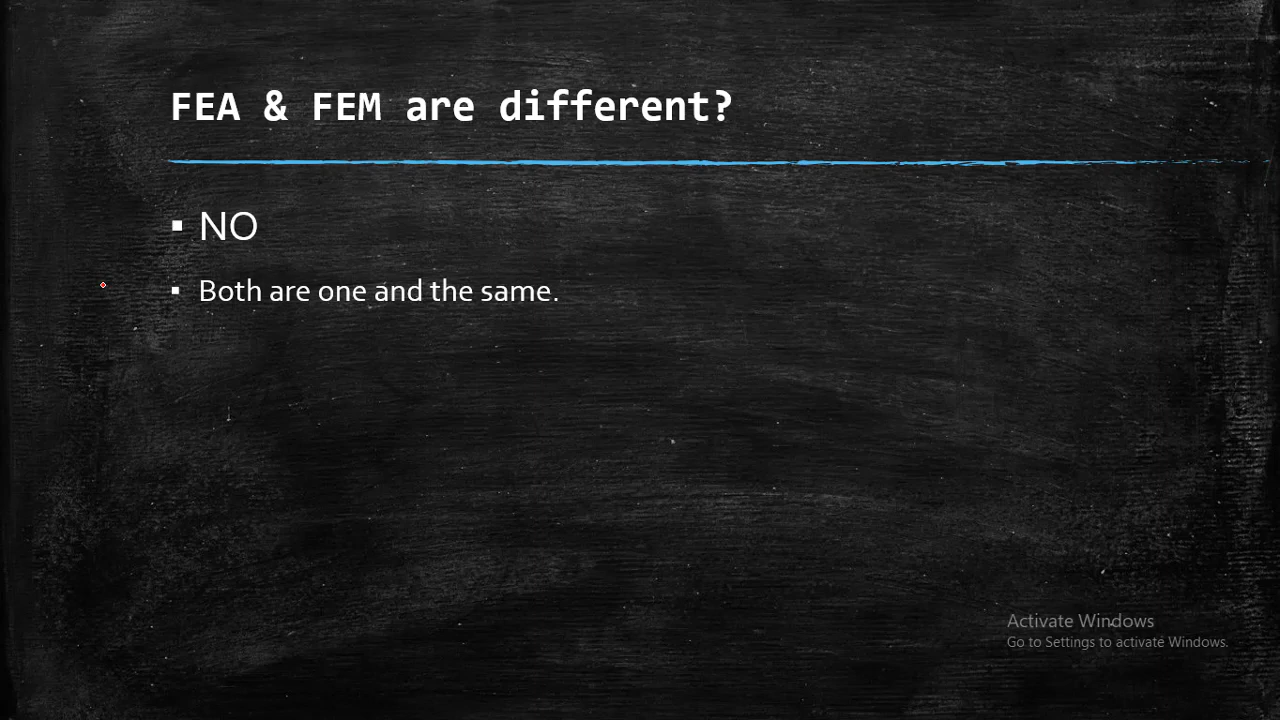 FEA & FEM are different?
▪ NO
▪ Both are one and the same.
Activate Windows
Go to Settings to activate Windows.